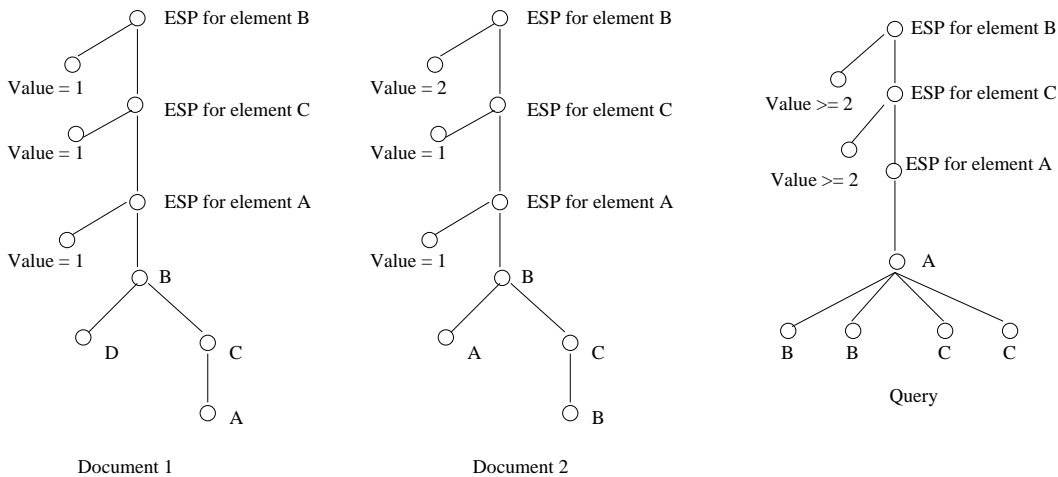 ESP for element B
Value = 1
ESP for element C
Value = 1
ESP for element A
Value = 1
B
D
C
A
Document 1
ESP for element B
Value = 2
ESP for element C
Value = 1
ESP for element A
Value = 1
B
A
C
B
Document 2
ESP for element B
Value >= 2
ESP for element C
Value >= 2
ESP for element A
A
B B C C
Query